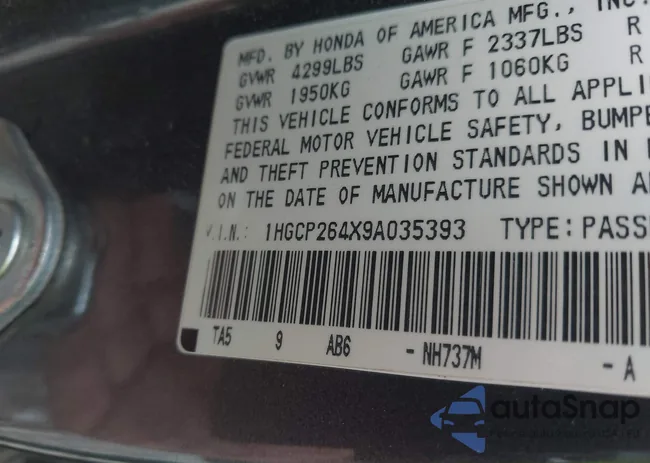 MFD. BY HONDA OF AMERICA MFG., INC.
GVWR 4299LBS GAWR F 2337LBS R
GVWR 1950KG GAWR F 1060KG R
THIS VEHICLE CONFORMS TO ALL APPLI
FEDERAL MOTOR VEHICLE SAFETY, BUMPE
AND THEFT PREVENTION STANDARDS IN
ON THE DATE OF MANUFACTURE SHOWN A
V.I.N.: 1HGCP264X9A035393 TYPE: PASS
TA5 9 AB6 - NH737M - A
autaSnap